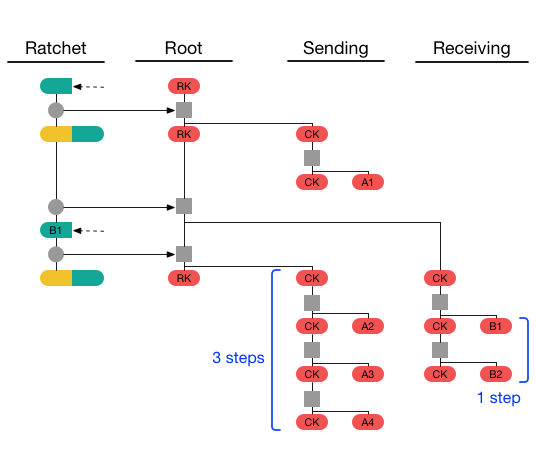 Ratchet Root Sending Receiving
RK
RK CK
CK A1
B1
RK CK CK
CK A2 CK B1
3 steps CK A3 CK B2
1 step
CK A4